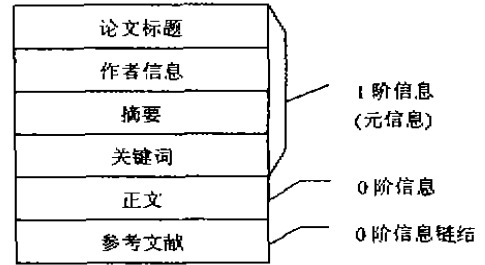 论文标题
作者信息
摘要
关键词
正文
参考文献
1阶信息
(元信息)
0阶信息
0阶信息链结